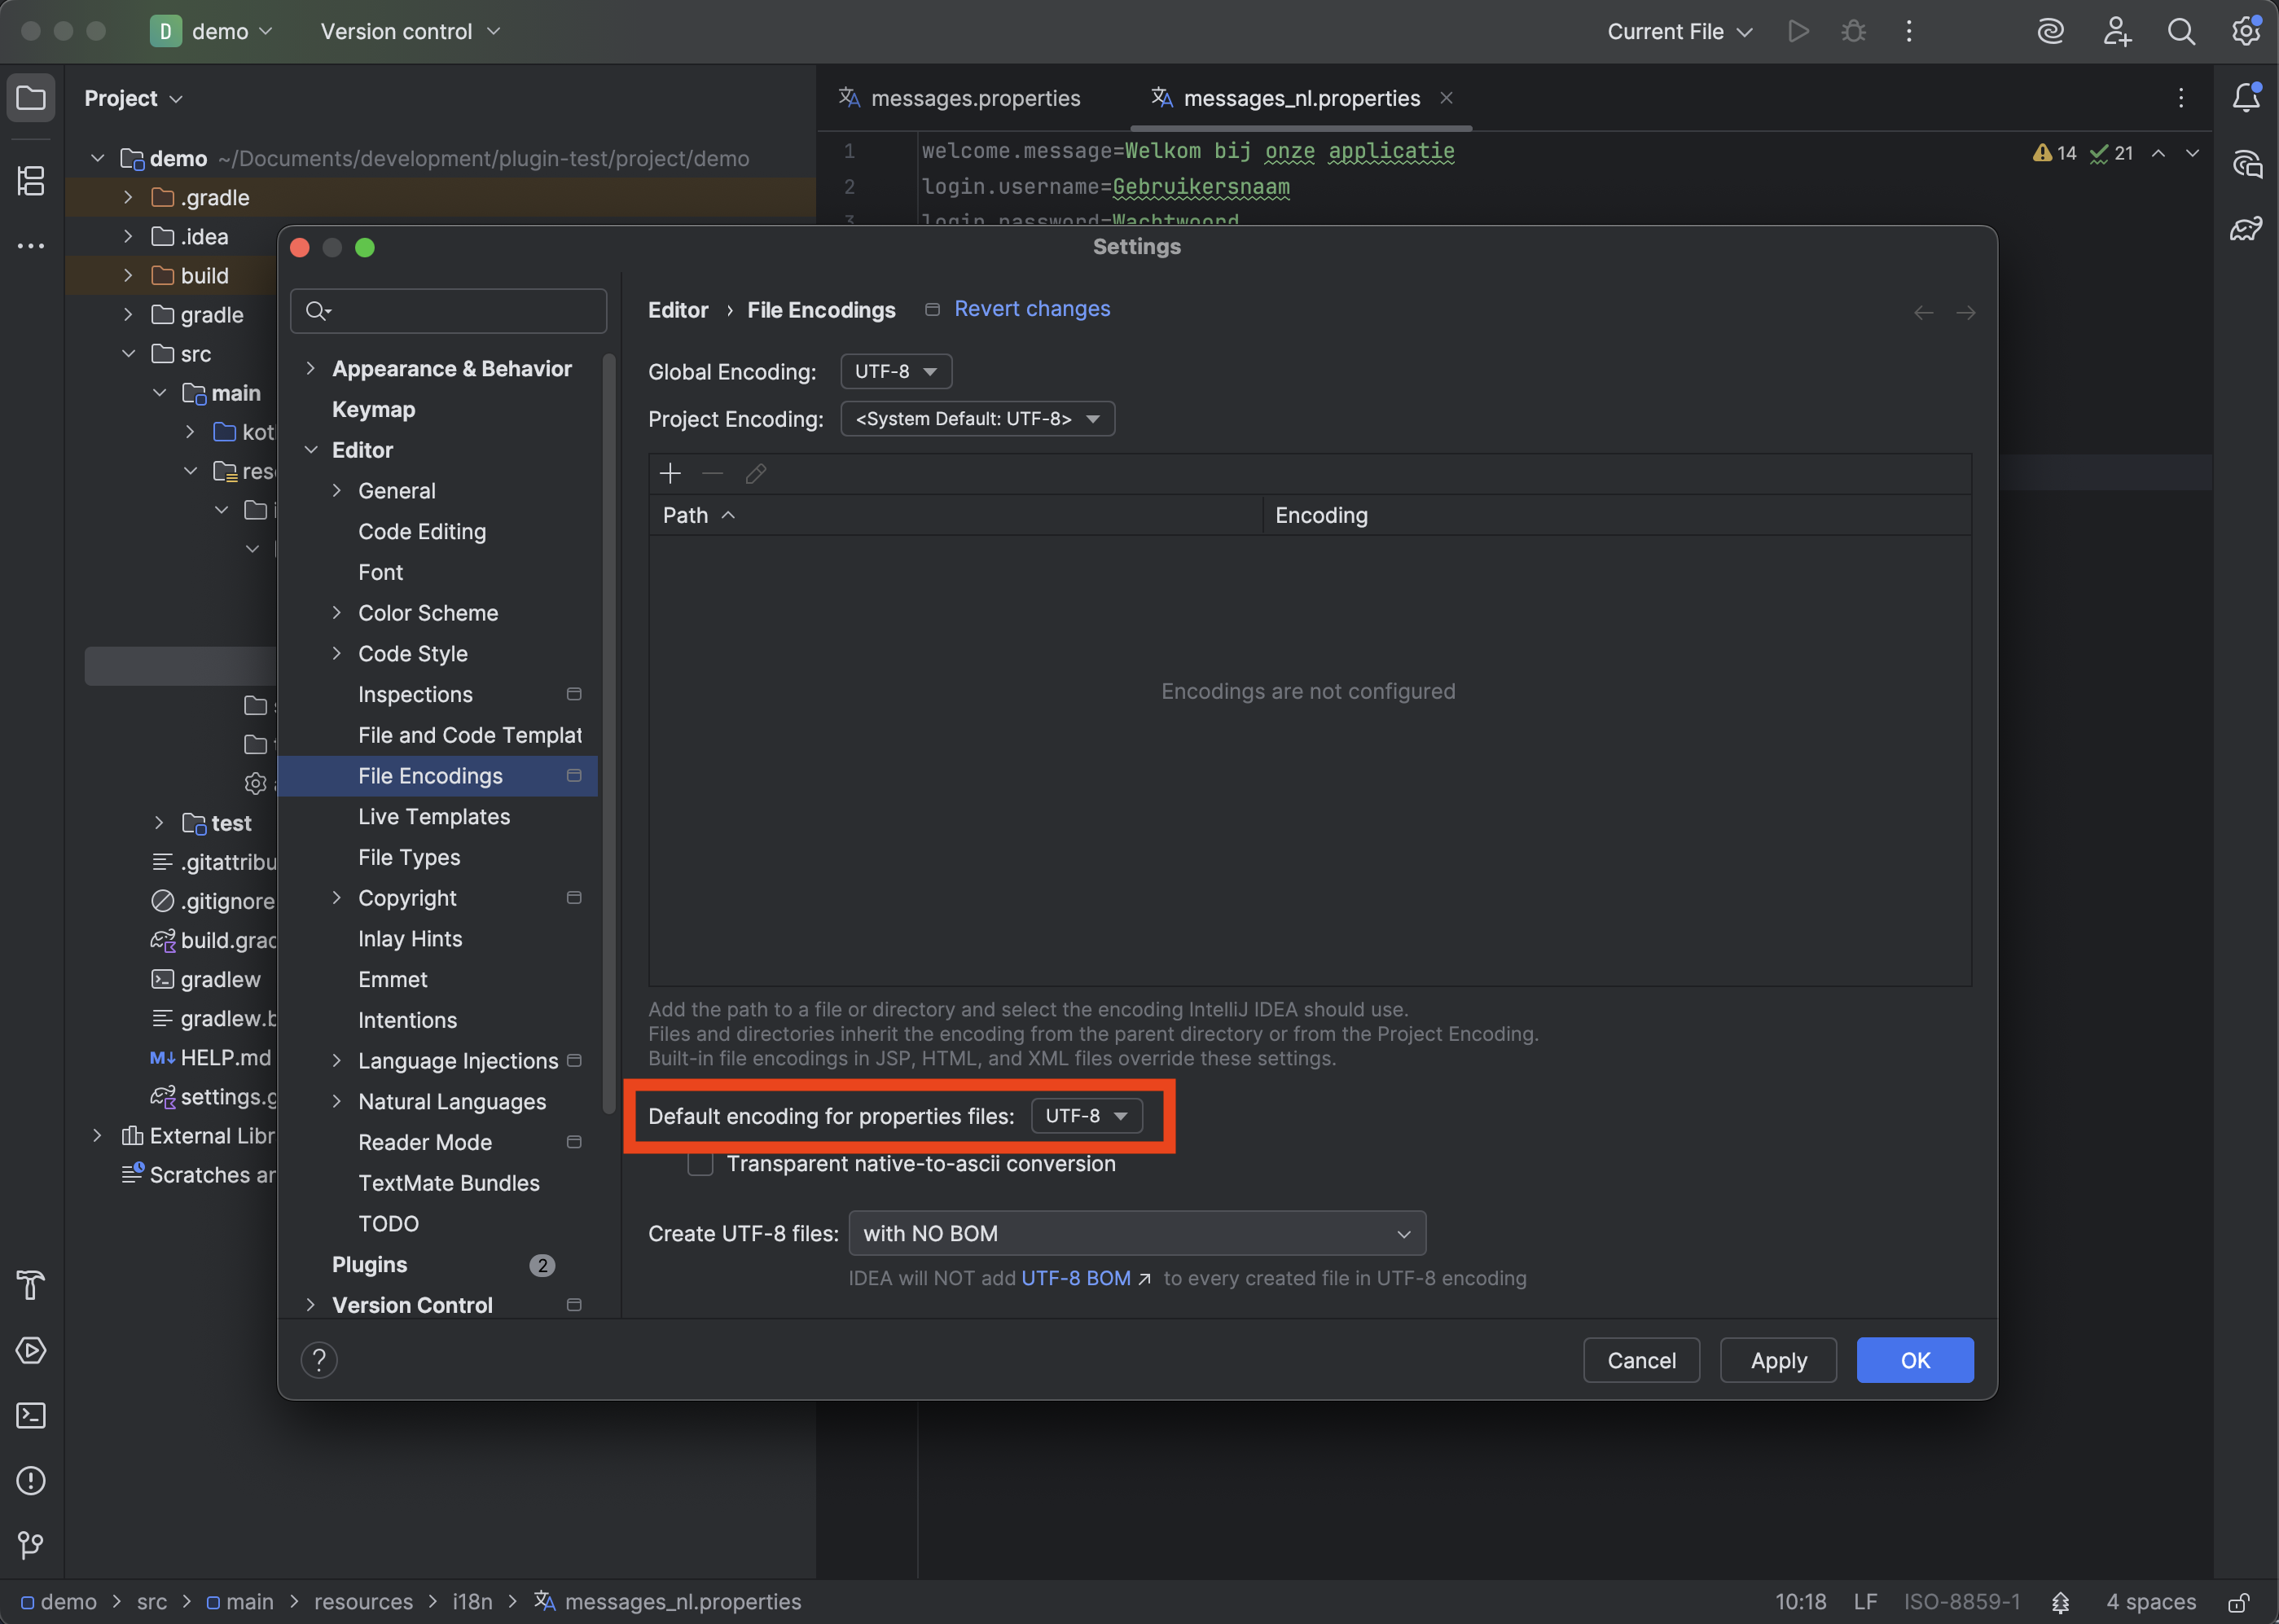 D demo Version control Current File
Project
messages.properties
messages_nl.properties
demo ~/Documents/development/plugin-test/project/demo
.gradle
.idea
build
gradle
src
main
kot
res
test
.gitattribu
.gitignore
build.grad
gradlew
gradlew.b
M↓ HELP.md
settings.g
External Libr
Scratches ar
1 welcome.message=Welkom bij onze applicatie
2 login.username=Gebruikersnaam
3 login.password=Wachtwoord
14 21
Settings
Appearance & Behavior
Keymap
Editor
General
Code Editing
Font
Color Scheme
Code Style
Inspections
File and Code Templat
File Encodings
Live Templates
File Types
Copyright
Inlay Hints
Emmet
Intentions
Language Injections
Natural Languages
Reader Mode
TextMate Bundles
TODO
Plugins 2
Version Control
Editor › File Encodings Revert changes
Global Encoding: UTF-8
Project Encoding: <System Default: UTF-8>
Path Encoding
Encodings are not configured
Add the path to a file or directory and select the encoding IntelliJ IDEA should use.
Files and directories inherit the encoding from the parent directory or from the Project Encoding.
Built-in file encodings in JSP, HTML, and XML files override these settings.
Default encoding for properties files: UTF-8
Transparent native-to-ascii conversion
Create UTF-8 files: with NO BOM
IDEA will NOT add UTF-8 BOM ↗ to every created file in UTF-8 encoding
? Cancel Apply OK
demo > src > main > resources > i18n > messages_nl.properties
10:18 LF ISO-8859-1 4 spaces